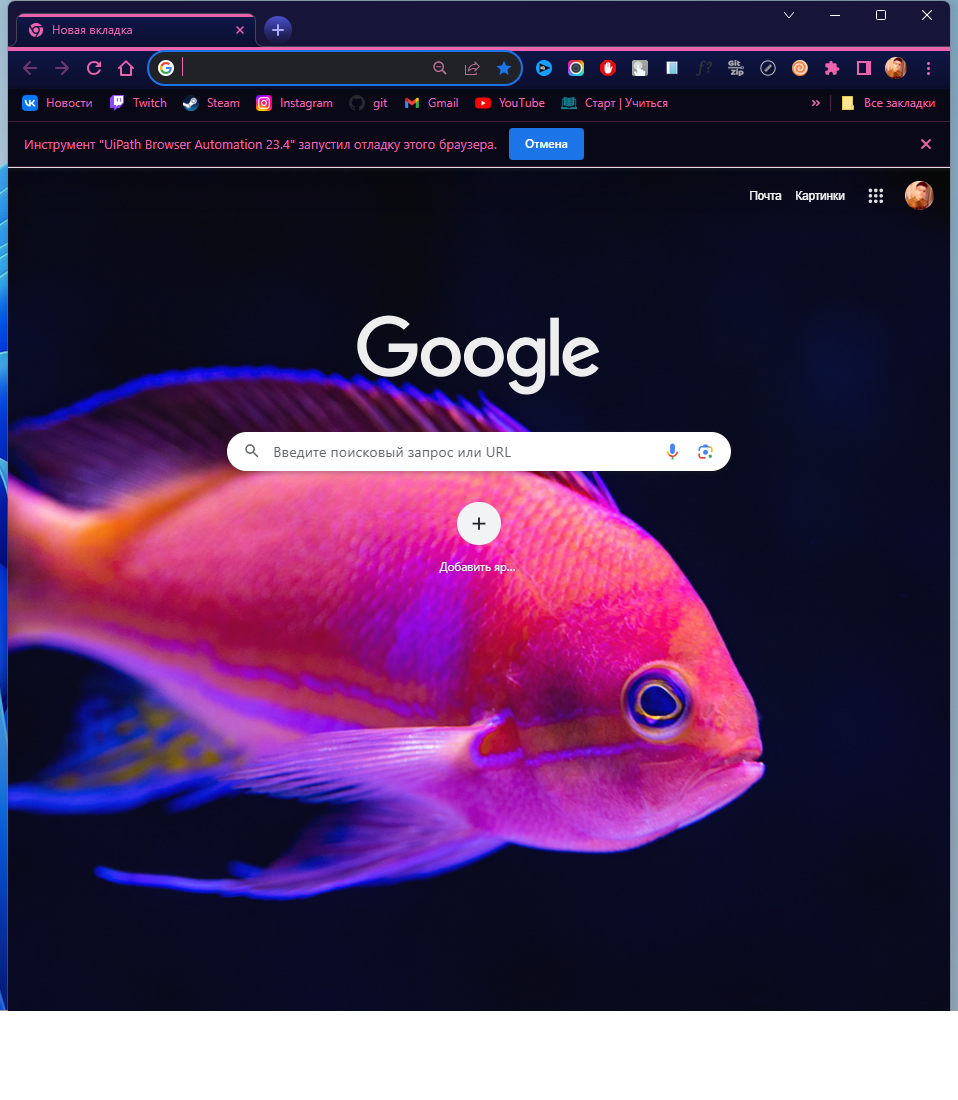 Новая вкладка
Новости Twitch Steam Instagram git Gmail YouTube Старт | Учиться » Все закладки
Инструмент "UiPath Browser Automation 23.4" запустил отладку этого браузера. Отмена
Почта Картинки
Google
Введите поисковый запрос или URL
Добавить яр...